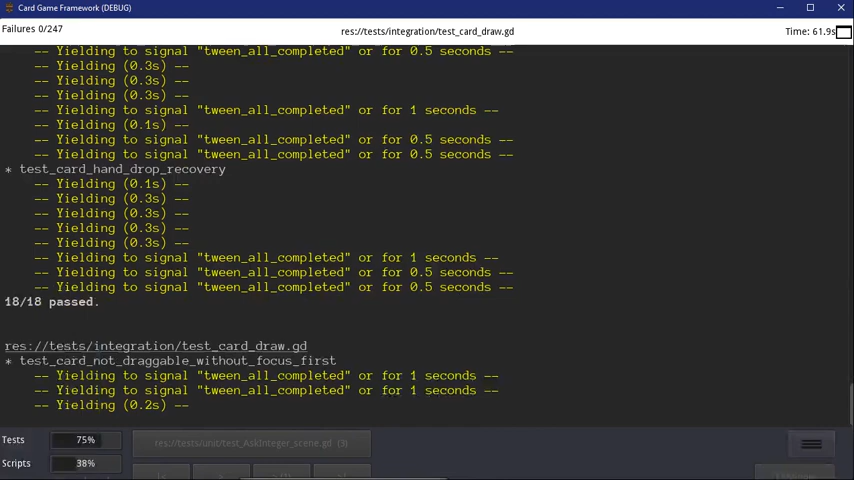 Card Game Framework (DEBUG)
Failures 0/247
res://tests/integration/test_card_draw.gd
Time: 61.9s
-- Yielding to signal "tween_all_completed" or for 0.5 seconds --
-- Yielding (0.3s) --
-- Yielding (0.3s) --
-- Yielding (0.3s) --
-- Yielding to signal "tween_all_completed" or for 1 seconds --
-- Yielding (0.1s) --
-- Yielding to signal "tween_all_completed" or for 0.5 seconds --
-- Yielding to signal "tween_all_completed" or for 0.5 seconds --
* test_card_hand_drop_recovery
-- Yielding (0.1s) --
-- Yielding (0.3s) --
-- Yielding (0.3s) --
-- Yielding (0.3s) --
-- Yielding (0.3s) --
-- Yielding to signal "tween_all_completed" or for 1 seconds --
-- Yielding to signal "tween_all_completed" or for 0.5 seconds --
-- Yielding to signal "tween_all_completed" or for 0.5 seconds --
18/18 passed.
res://tests/integration/test_card_draw.gd
* test_card_not_draggable_without_focus_first
-- Yielding to signal "tween_all_completed" or for 1 seconds --
-- Yielding to signal "tween_all_completed" or for 1 seconds --
-- Yielding (0.2s) --
Tests 75%
res://tests/unit/test_AskInteger_scene.gd (3)
Scripts 38%